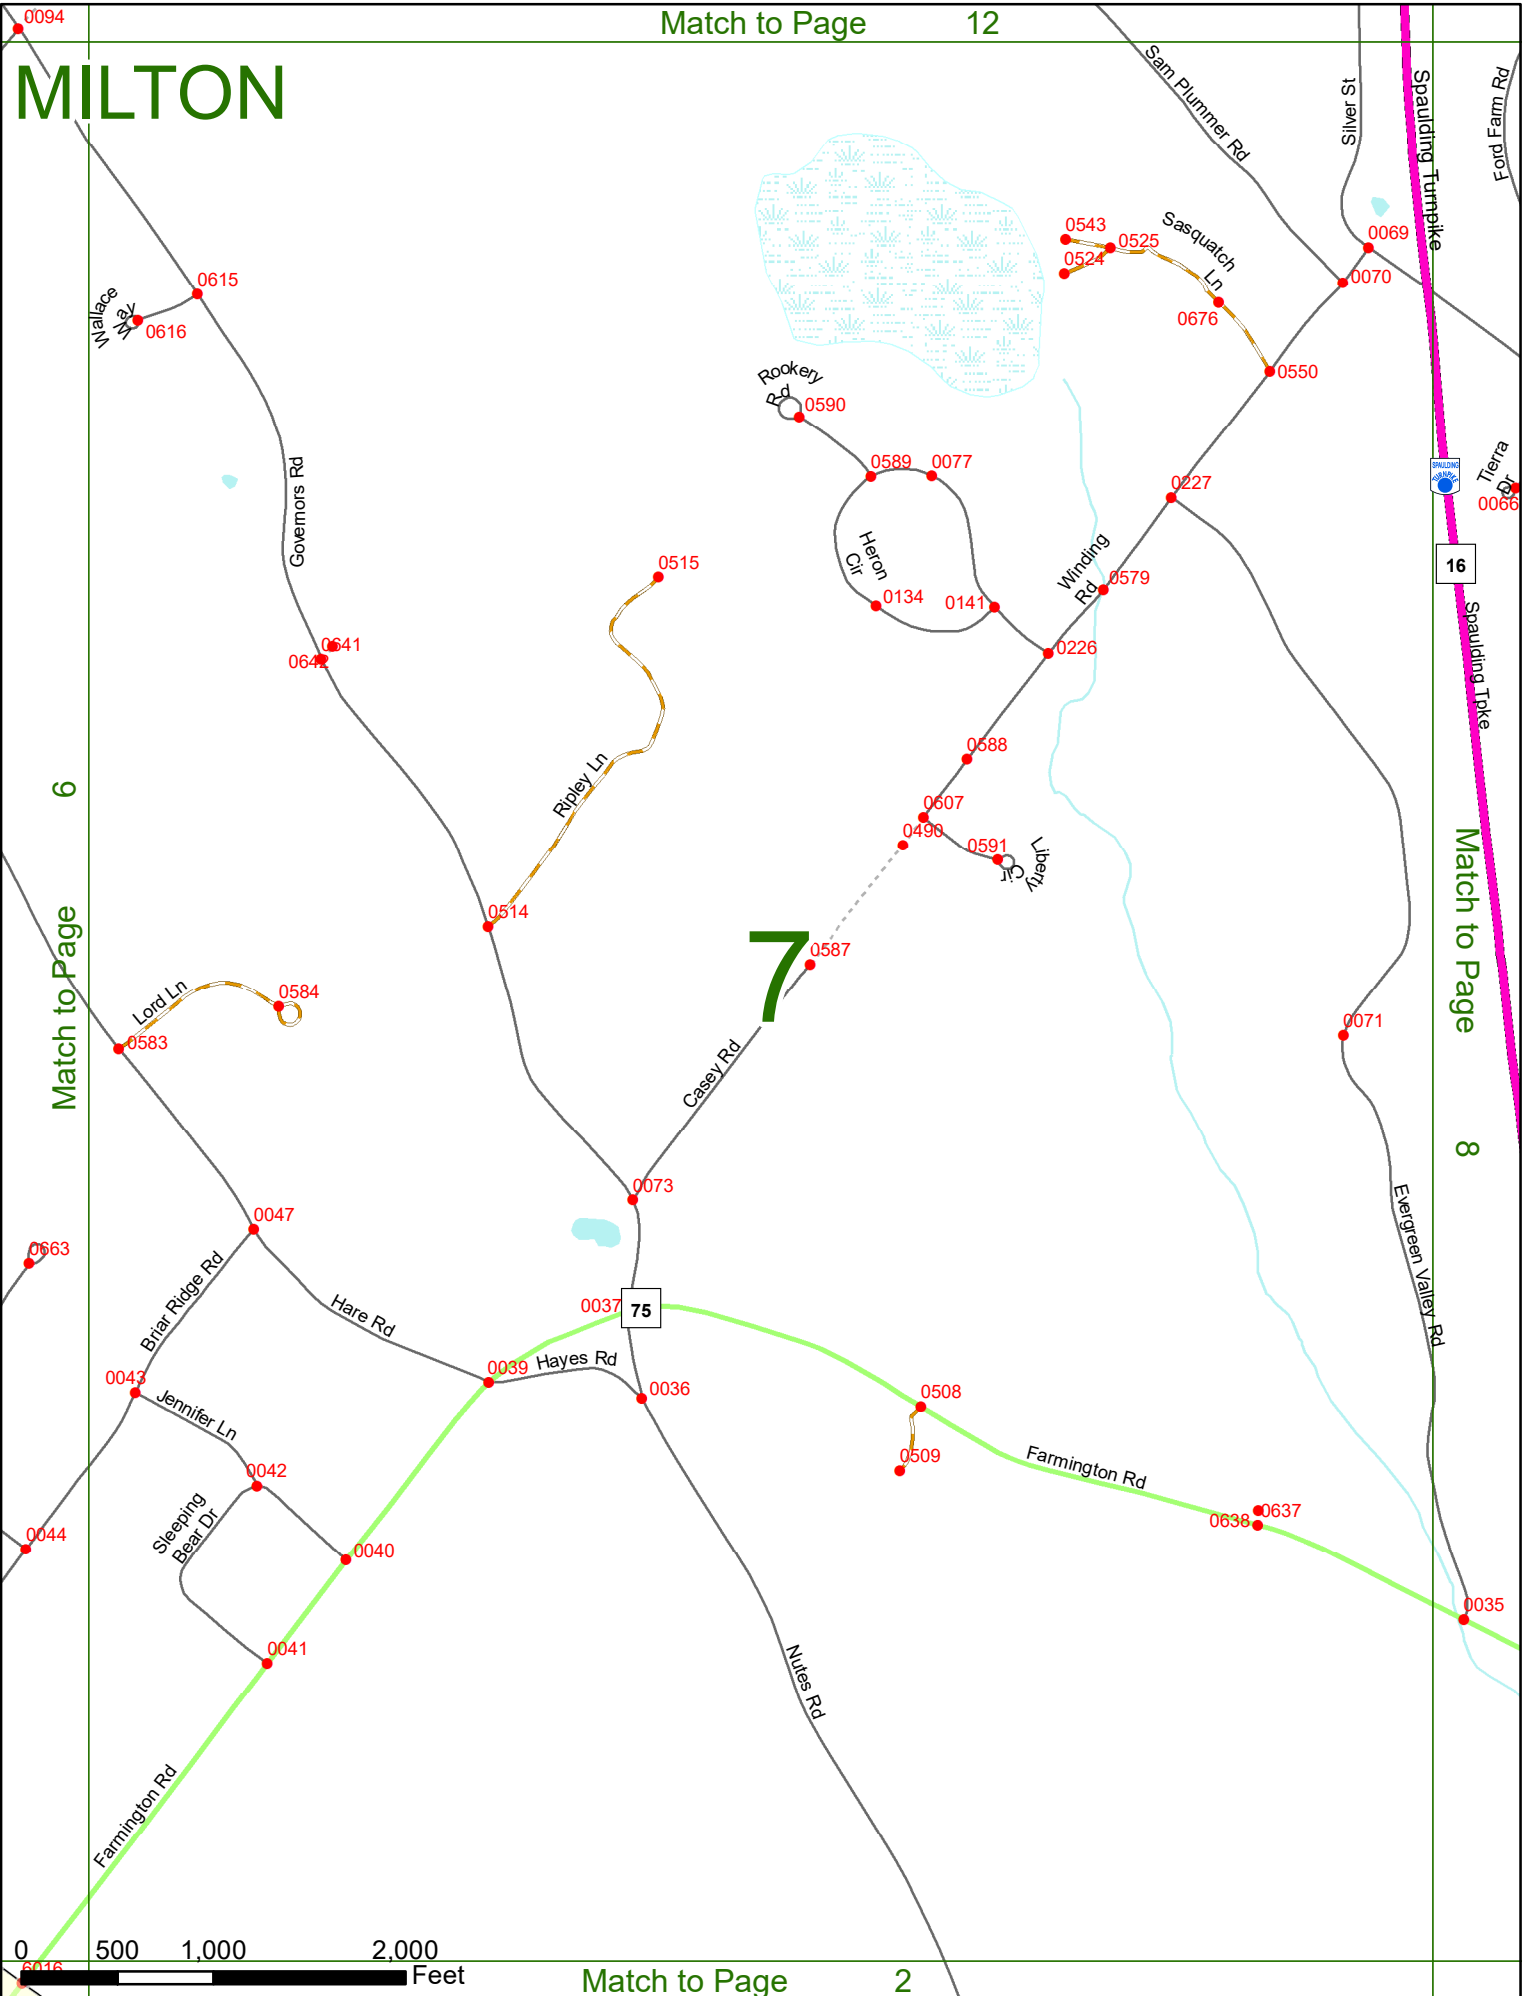 0094
Match to Page 12
MILTON
Sam Plummer Rd
Silver St
Spaulding Turnpike
Ford Farm Rd
0543
0525
Sasquatch
Ln
0524
0069
0070
0615
Wallace
Way
0616
0676
0550
Rookery
Rd
0590
0589
0077
Governors Rd
0227
SPAULDING
TURNPIKE
Tierra
Dr
0066
16
Heron
Cir
0515
Winding
Rd
0579
0134
0141
0226
0641
0642
Spaulding Tpke
Ripley Ln
0588
6
0607
0490
0591
Liberty
Cir
Match to Page
0514
7
0587
Match to Page
Lord Ln
0584
0583
0071
Casey Rd
8
0073
0047
0663
Briar Ridge Rd
Evergreen Valley Rd
Hare Rd
0037
75
0039
Hayes Rd
0043
Jennifer Ln
0036
0508
0509
Farmington Rd
0042
Sleeping
Bear Dr
0637
0638
0044
0040
0035
0041
Nutes Rd
Farmington Rd
0 500 1,000 2,000
Feet
6016
Match to Page 2